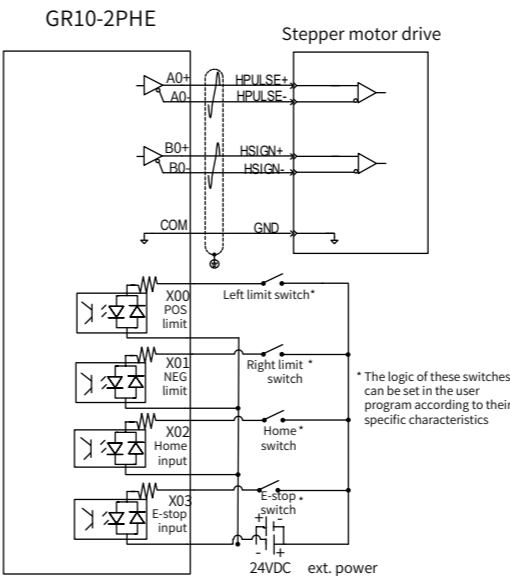 GR10-2PHE
Stepper motor drive
A0+
HPULSE+
A0-
HPULSE-
B0+
HSIGN+
B0-
HSIGN-
COM
GND
X00
POS
limit
Left limit switch*
X01
NEG
limit
Right limit *
switch
* The logic of these switches
can be set in the user
program according to their
specific characteristics
X02
Home
input
Home *
switch
X03
E-stop
input
E-stop
switch *
+ -
- +
24VDC ext. power